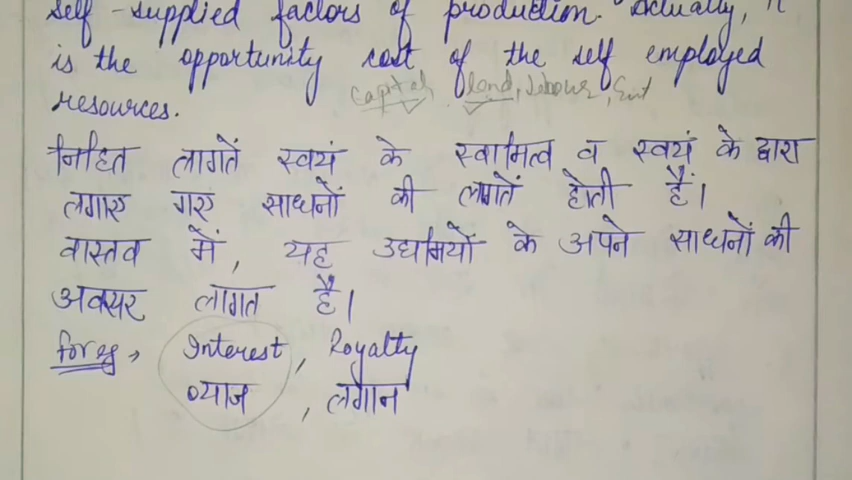 self-supplied factors of production. Actually, it
is the opportunity cost of the self employed
capital, land, Labour, Ent
resources.
निहित लागतें स्वयं के स्वामित्व व स्वयं के द्वारा
लगाए गए साधनों की लागतें होती हैं।
वास्तव में, यह उद्यमियों के अपने साधनों की
अवसर लागत है।
for eg → Interest, Royalty
ब्याज , लगान